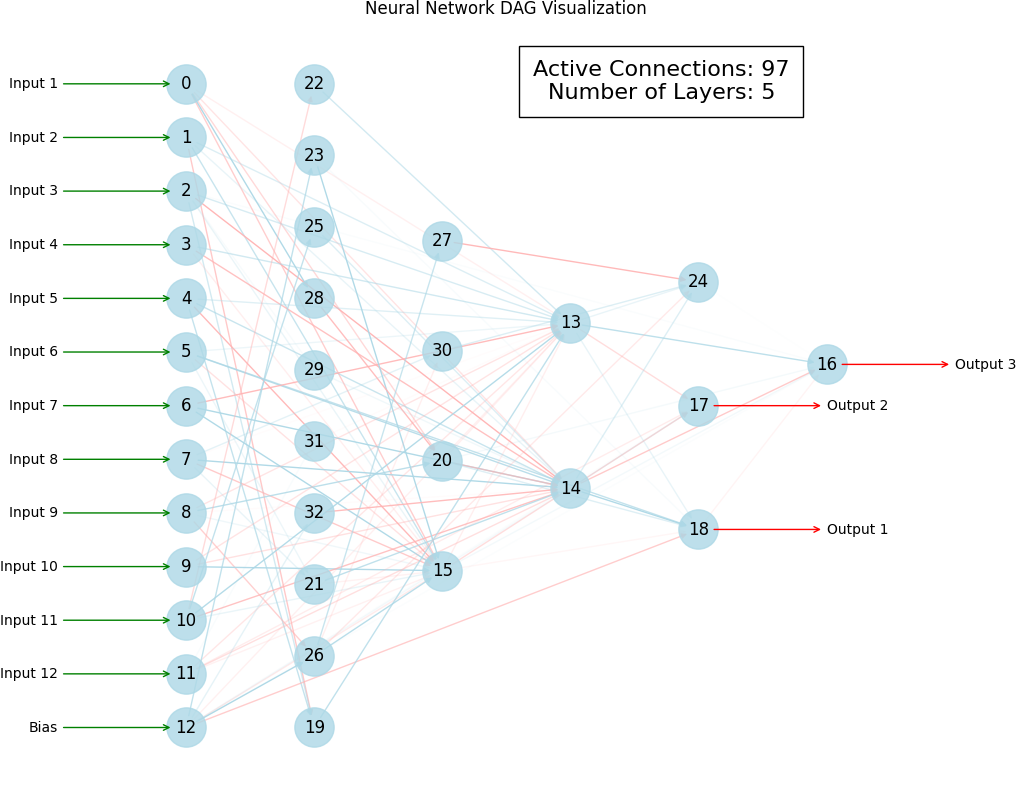 Neural Network DAG Visualization
Active Connections: 97
Number of Layers: 5
Input 1
0
22
Input 2
1
23
Input 3
2
25
Input 4
3
27
24
Input 5
4
28
13
Input 6
5
29
30
16
Output 3
Input 7
6
31
17
Output 2
Input 8
7
20
14
Input 9
8
32
18
Output 1
Input 10
9
21
15
Input 11
10
26
Input 12
11
Bias
12
19